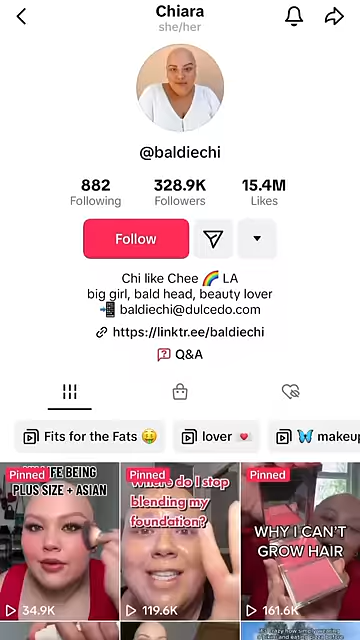 Chiara
she/her
@baldiechi
882
Following
328.9K
Followers
15.4M
Likes
Follow
Chi like Chee 🌈 LA
big girl, bald head, beauty lover
📲 baldiechi@dulcedo.com
https://linktr.ee/baldiechi
Q&A
Fits for the Fats 🤑
lover 💌
🦋 makeup
Pinned
FE BEING
PLUS SIZE + ASIAN
34.9K
Pinned
Where do I stop
blending my
foundation?
119.6K
Pinned
WHY I CAN'T
GROW HAIR
161.6K